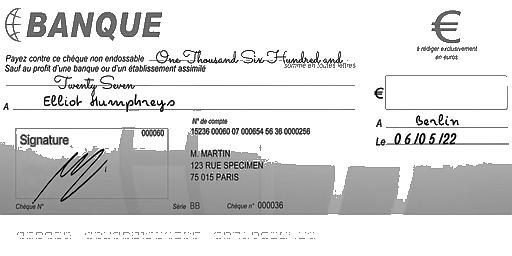 BANQUE
€
à rédiger exclusivement
en euros
Payez contre ce chèque non endossable One Thousand Six Hundred and
somme en toutes lettres
Sauf au profit d'une banque ou d'un établissement assimilé
Twenty Seven
€
A Elliot Humphreys
A Berlin
Le 06/05/22
Signature
000060
N° de compte
15236 00060 07 000654 56 36 0000256
M. MARTIN
123 RUE SPECIMEN
75 015 PARIS
Chèque N°
Série BB
Chèque n° 000036